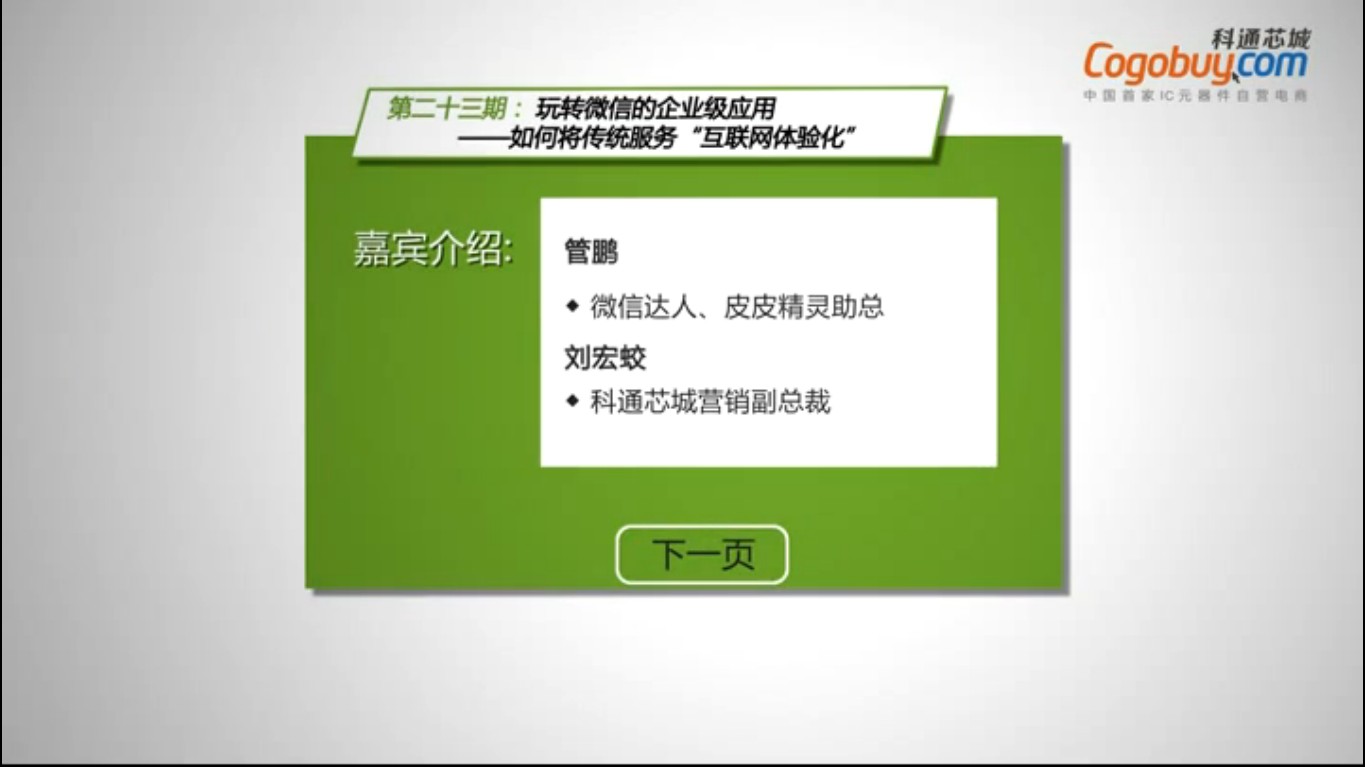 科通芯城
Cogobuy.com
中国首家IC元器件自营电商
第二十三期：玩转微信的企业级应用
——如何将传统服务“互联网体验化”
嘉宾介绍:
管鹏
◆ 微信达人、皮皮精灵助总
刘宏蛟
◆ 科通芯城营销副总裁
下一页